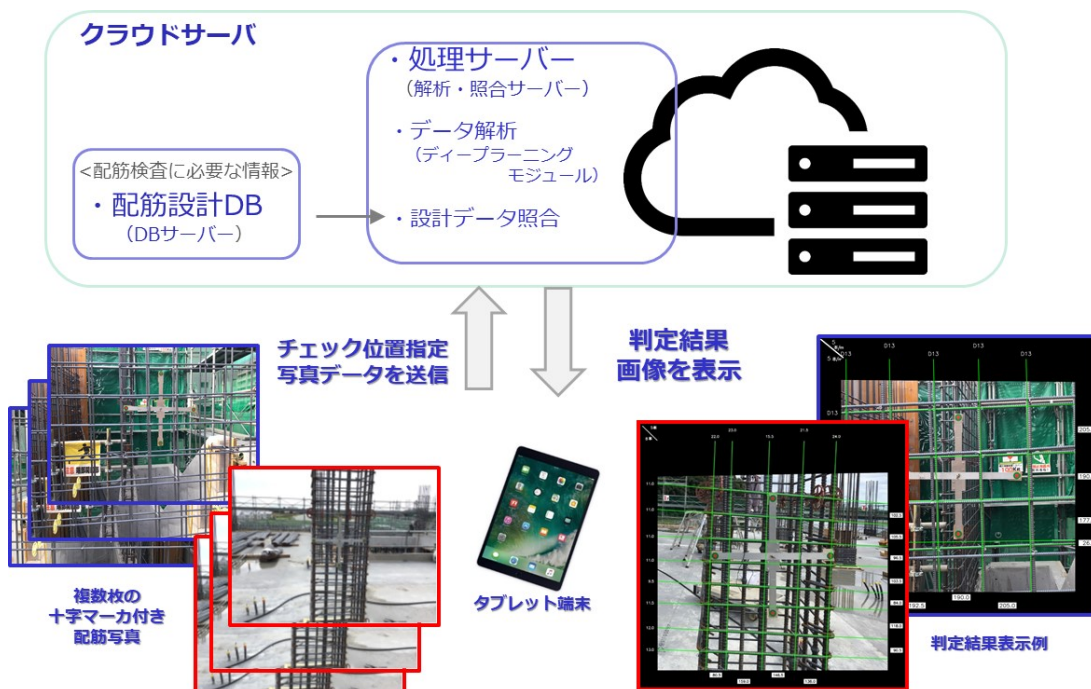 クラウドサーバ
・処理サーバー
（解析・照合サーバー）
・データ解析
（ディープラーニング
モジュール）
・設計データ照合
<配筋検査に必要な情報>
・配筋設計DB
（DBサーバー）
チェック位置指定
写真データを送信
判定結果
画像を表示
複数枚の
十字マーカ付き
配筋写真
タブレット端末
判定結果表示例
D13
D13
D13
D13
D13
190.0
192.5
205.0